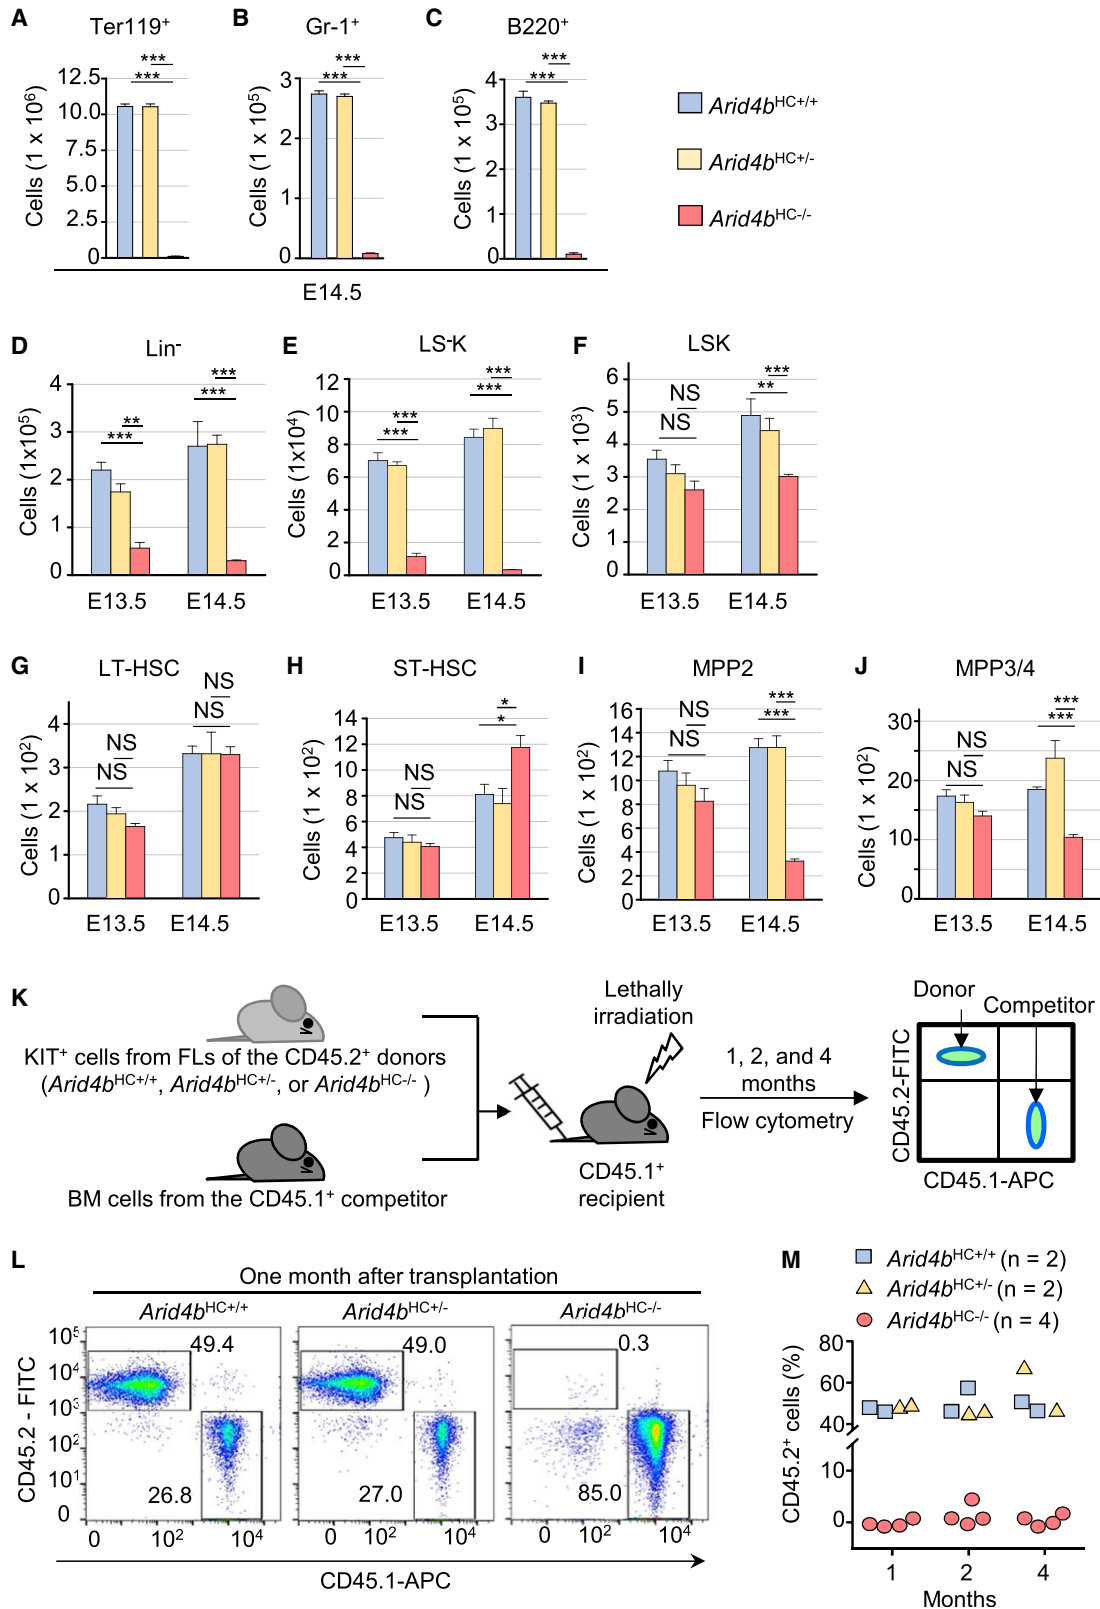 A
Ter119+
***
***
12.5
10.0
7.5
5.0
2.5
0
Cells (1 x 10^6)
B
Gr-1+
***
***
3
2
1
0
Cells (1 x 10^5)
C
B220+
***
***
4
3
2
1
0
Cells (1 x 10^5)
E14.5
Arid4bHC+/+
Arid4bHC+/-
Arid4bHC-/-
D
Lin-
***
***
**
***
4
3
2
1
0
Cells (1x10^5)
E13.5 E14.5
E
LS-K
***
***
***
***
12
10
8
6
4
2
0
Cells (1x10^4)
E13.5 E14.5
F
LSK
***
**
NS
NS
6
5
4
3
2
1
0
Cells (1 x 10^3)
E13.5 E14.5
G
LT-HSC
NS
NS
NS
NS
4
3
2
1
0
Cells (1 x 10^2)
E13.5 E14.5
H
ST-HSC
*
*
NS
NS
14
12
10
8
6
4
2
0
Cells (1 x 10^2)
E13.5 E14.5
I
MPP2
***
***
NS
NS
16
14
12
10
8
6
4
2
0
Cells (1 x 10^2)
E13.5 E14.5
J
MPP3/4
***
***
NS
NS
30
20
10
0
Cells (1 x 10^2)
E13.5 E14.5
K
KIT+ cells from FLs of the CD45.2+ donors
(Arid4bHC+/+, Arid4bHC+/-, or Arid4bHC-/- )
BM cells from the CD45.1+ competitor
Lethally
irradiation
CD45.1+
recipient
1, 2, and 4
months
Flow cytometry
Donor
Competitor
CD45.2-FITC
CD45.1-APC
L
One month after transplantation
Arid4bHC+/+ Arid4bHC+/- Arid4bHC-/-
49.4 49.0 0.3
26.8 27.0 85.0
10^5
10^4
10^3
10^2
10^1
0
CD45.2 - FITC
0 10^2 10^4 0 10^2 10^4 0 10^2 10^4
CD45.1-APC
M
Arid4bHC+/+ (n = 2)
Arid4bHC+/- (n = 2)
Arid4bHC-/- (n = 4)
80
60
40
10
0
CD45.2+ cells (%)
1 2 4
Months